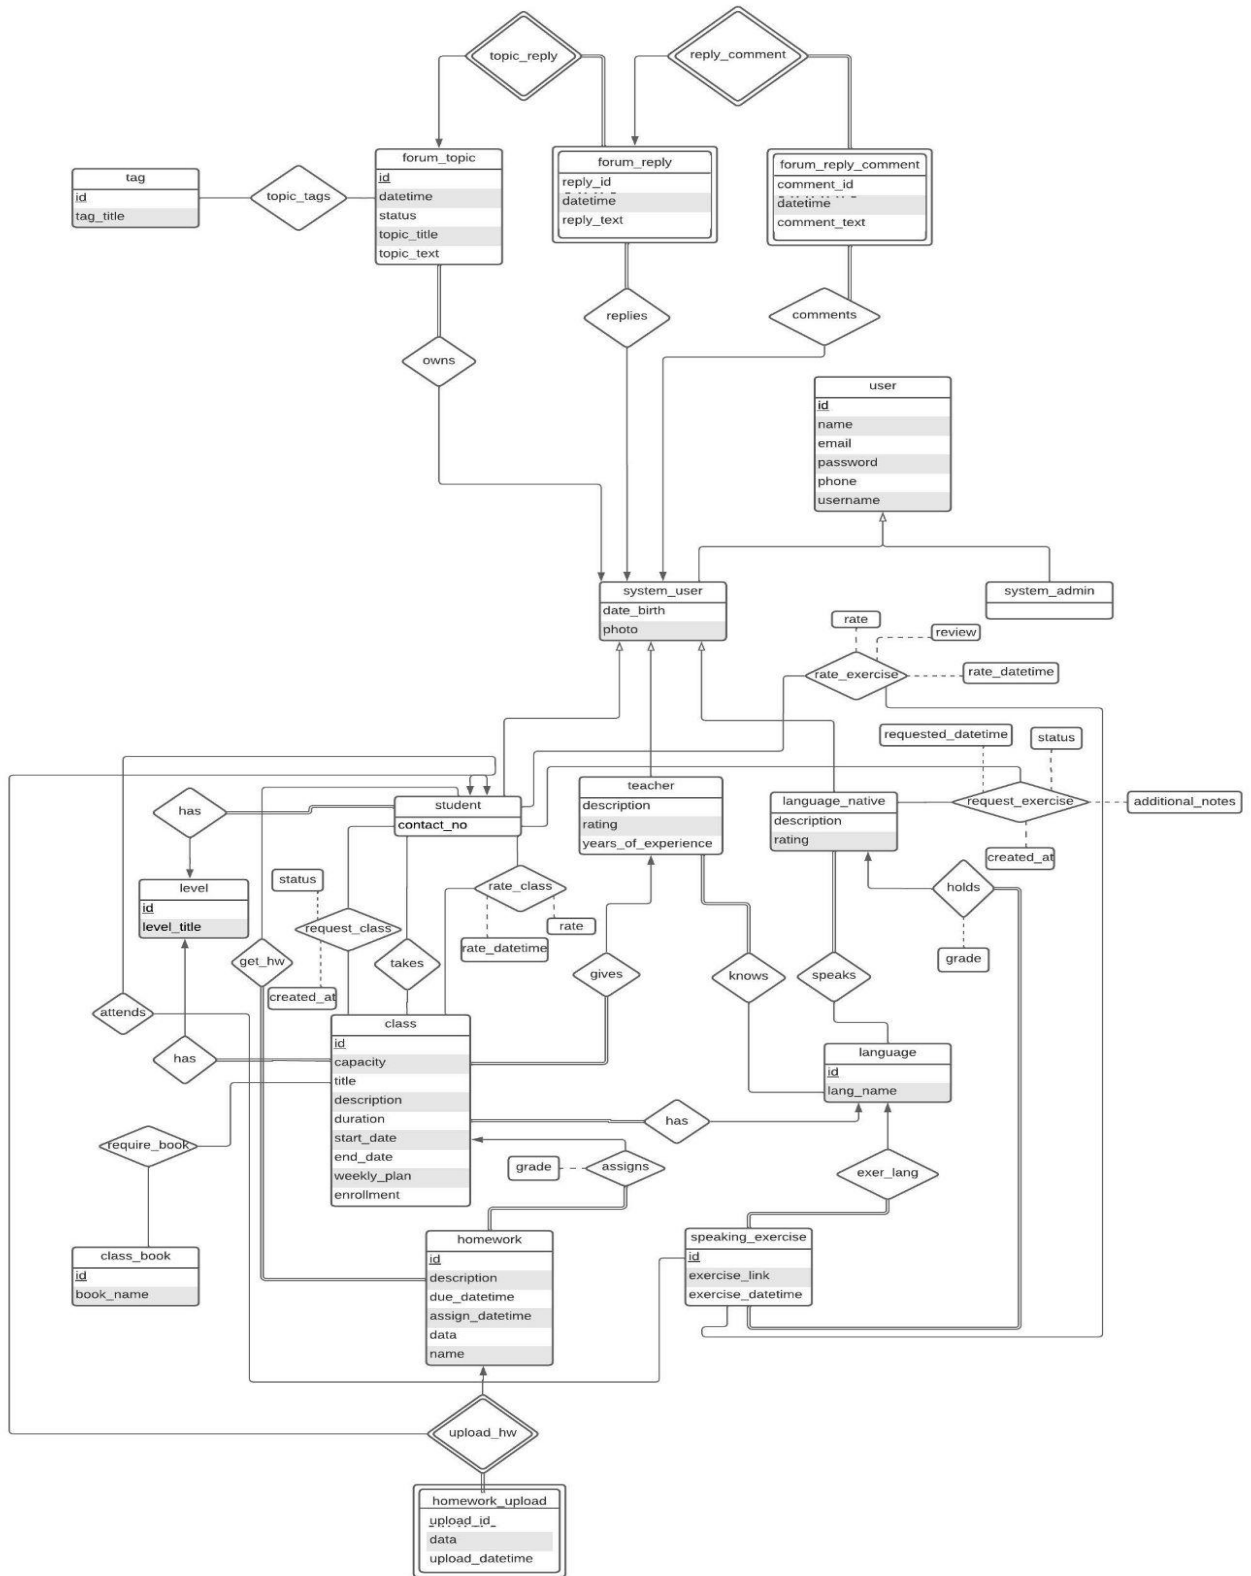 topic_reply
reply_comment
forum_topic
id
datetime
status
topic_title
topic_text
forum_reply
reply_id
datetime
reply_text
forum_reply_comment
comment_id
datetime
comment_text
tag
id
tag_title
topic_tags
replies
comments
owns
user
id
name
email
password
phone
username
system_user
date_birth
photo
system_admin
rate
review
rate_exercise
rate_datetime
requested_datetime
status
request_exercise
additional_notes
created_at
has
student
contact_no
teacher
description
rating
years_of_experience
language_native
description
rating
level
id
level_title
status
request_class
created_at
rate_class
rate_datetime
rate
holds
grade
get_hw
takes
gives
knows
speaks
attends
has
class
id
capacity
title
description
duration
start_date
end_date
weekly_plan
enrollment
language
id
lang_name
has
require_book
grade
assigns
exer_lang
class_book
id
book_name
homework
id
description
due_datetime
assign_datetime
data
name
speaking_exercise
id
exercise_link
exercise_datetime
upload_hw
homework_upload
upload_id
data
upload_datetime